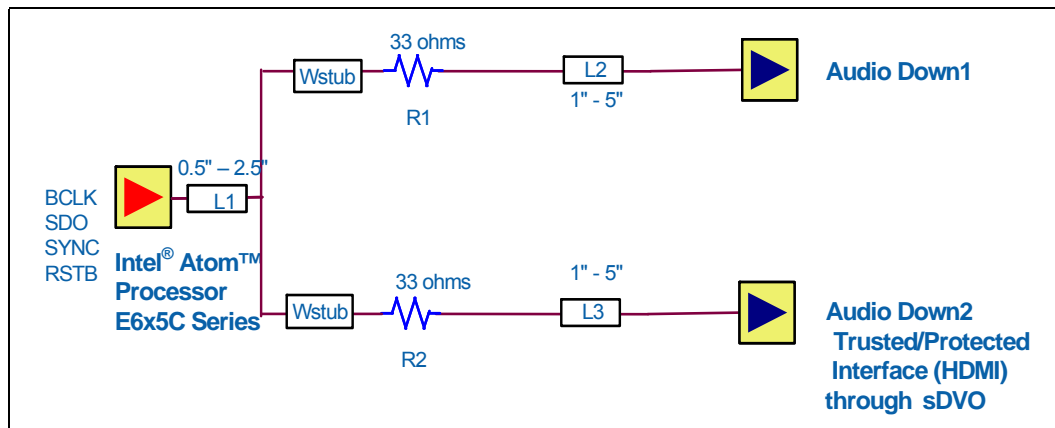 33 ohms
Wstub
R1
L2
1" - 5"
Audio Down1
0.5" – 2.5"
L1
BCLK
SDO
SYNC
RSTB
Intel® Atom™
Processor
E6x5C Series
33 ohms
Wstub
R2
1" - 5"
L3
Audio Down2
Trusted/Protected
Interface (HDMI)
through sDVO